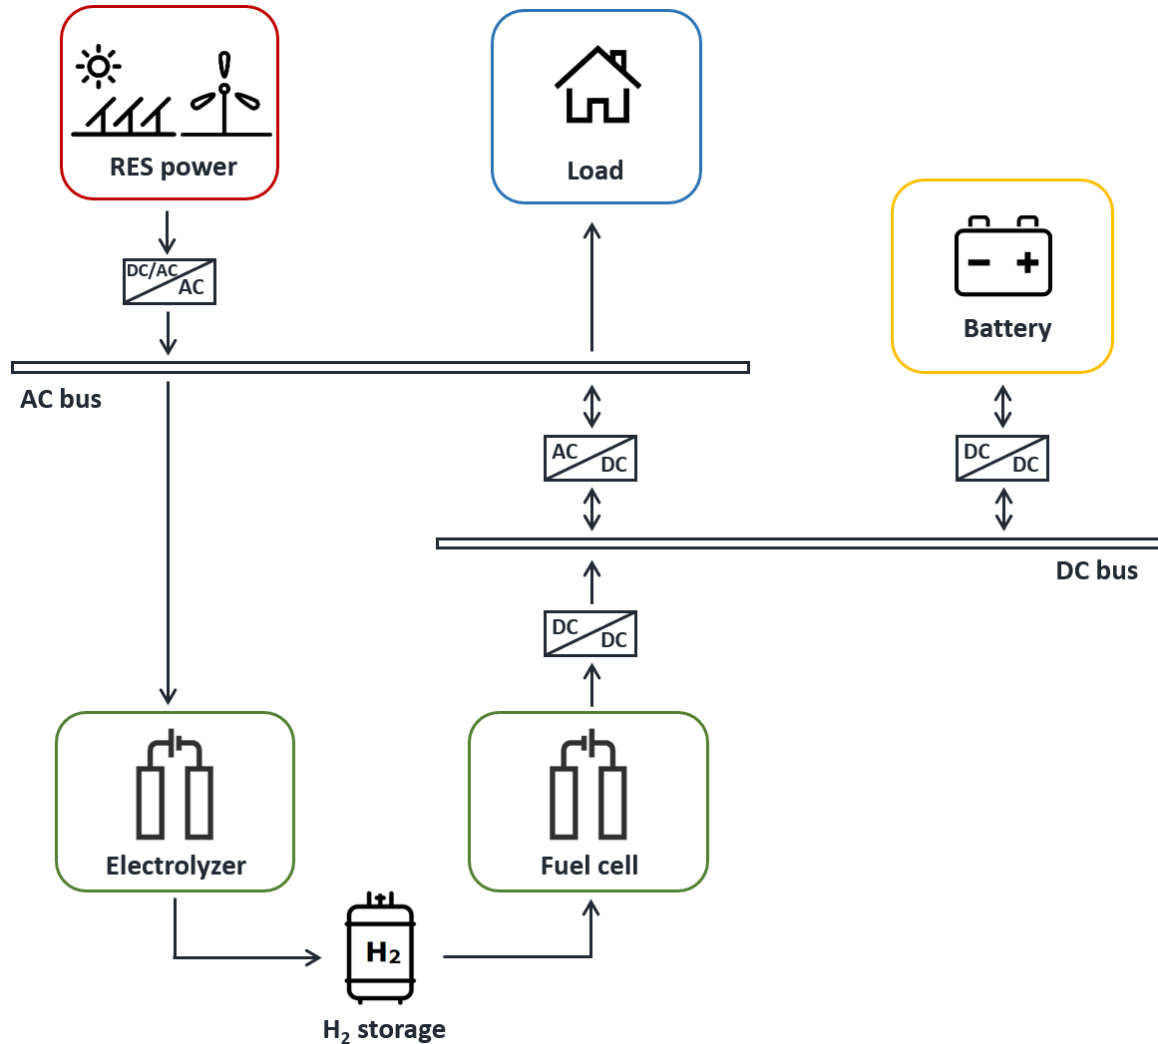 RES power
Load
DC/AC
AC
Battery
AC bus
AC
DC
DC
DC
DC bus
DC
DC
Electrolyzer
Fuel cell
H₂
H₂ storage